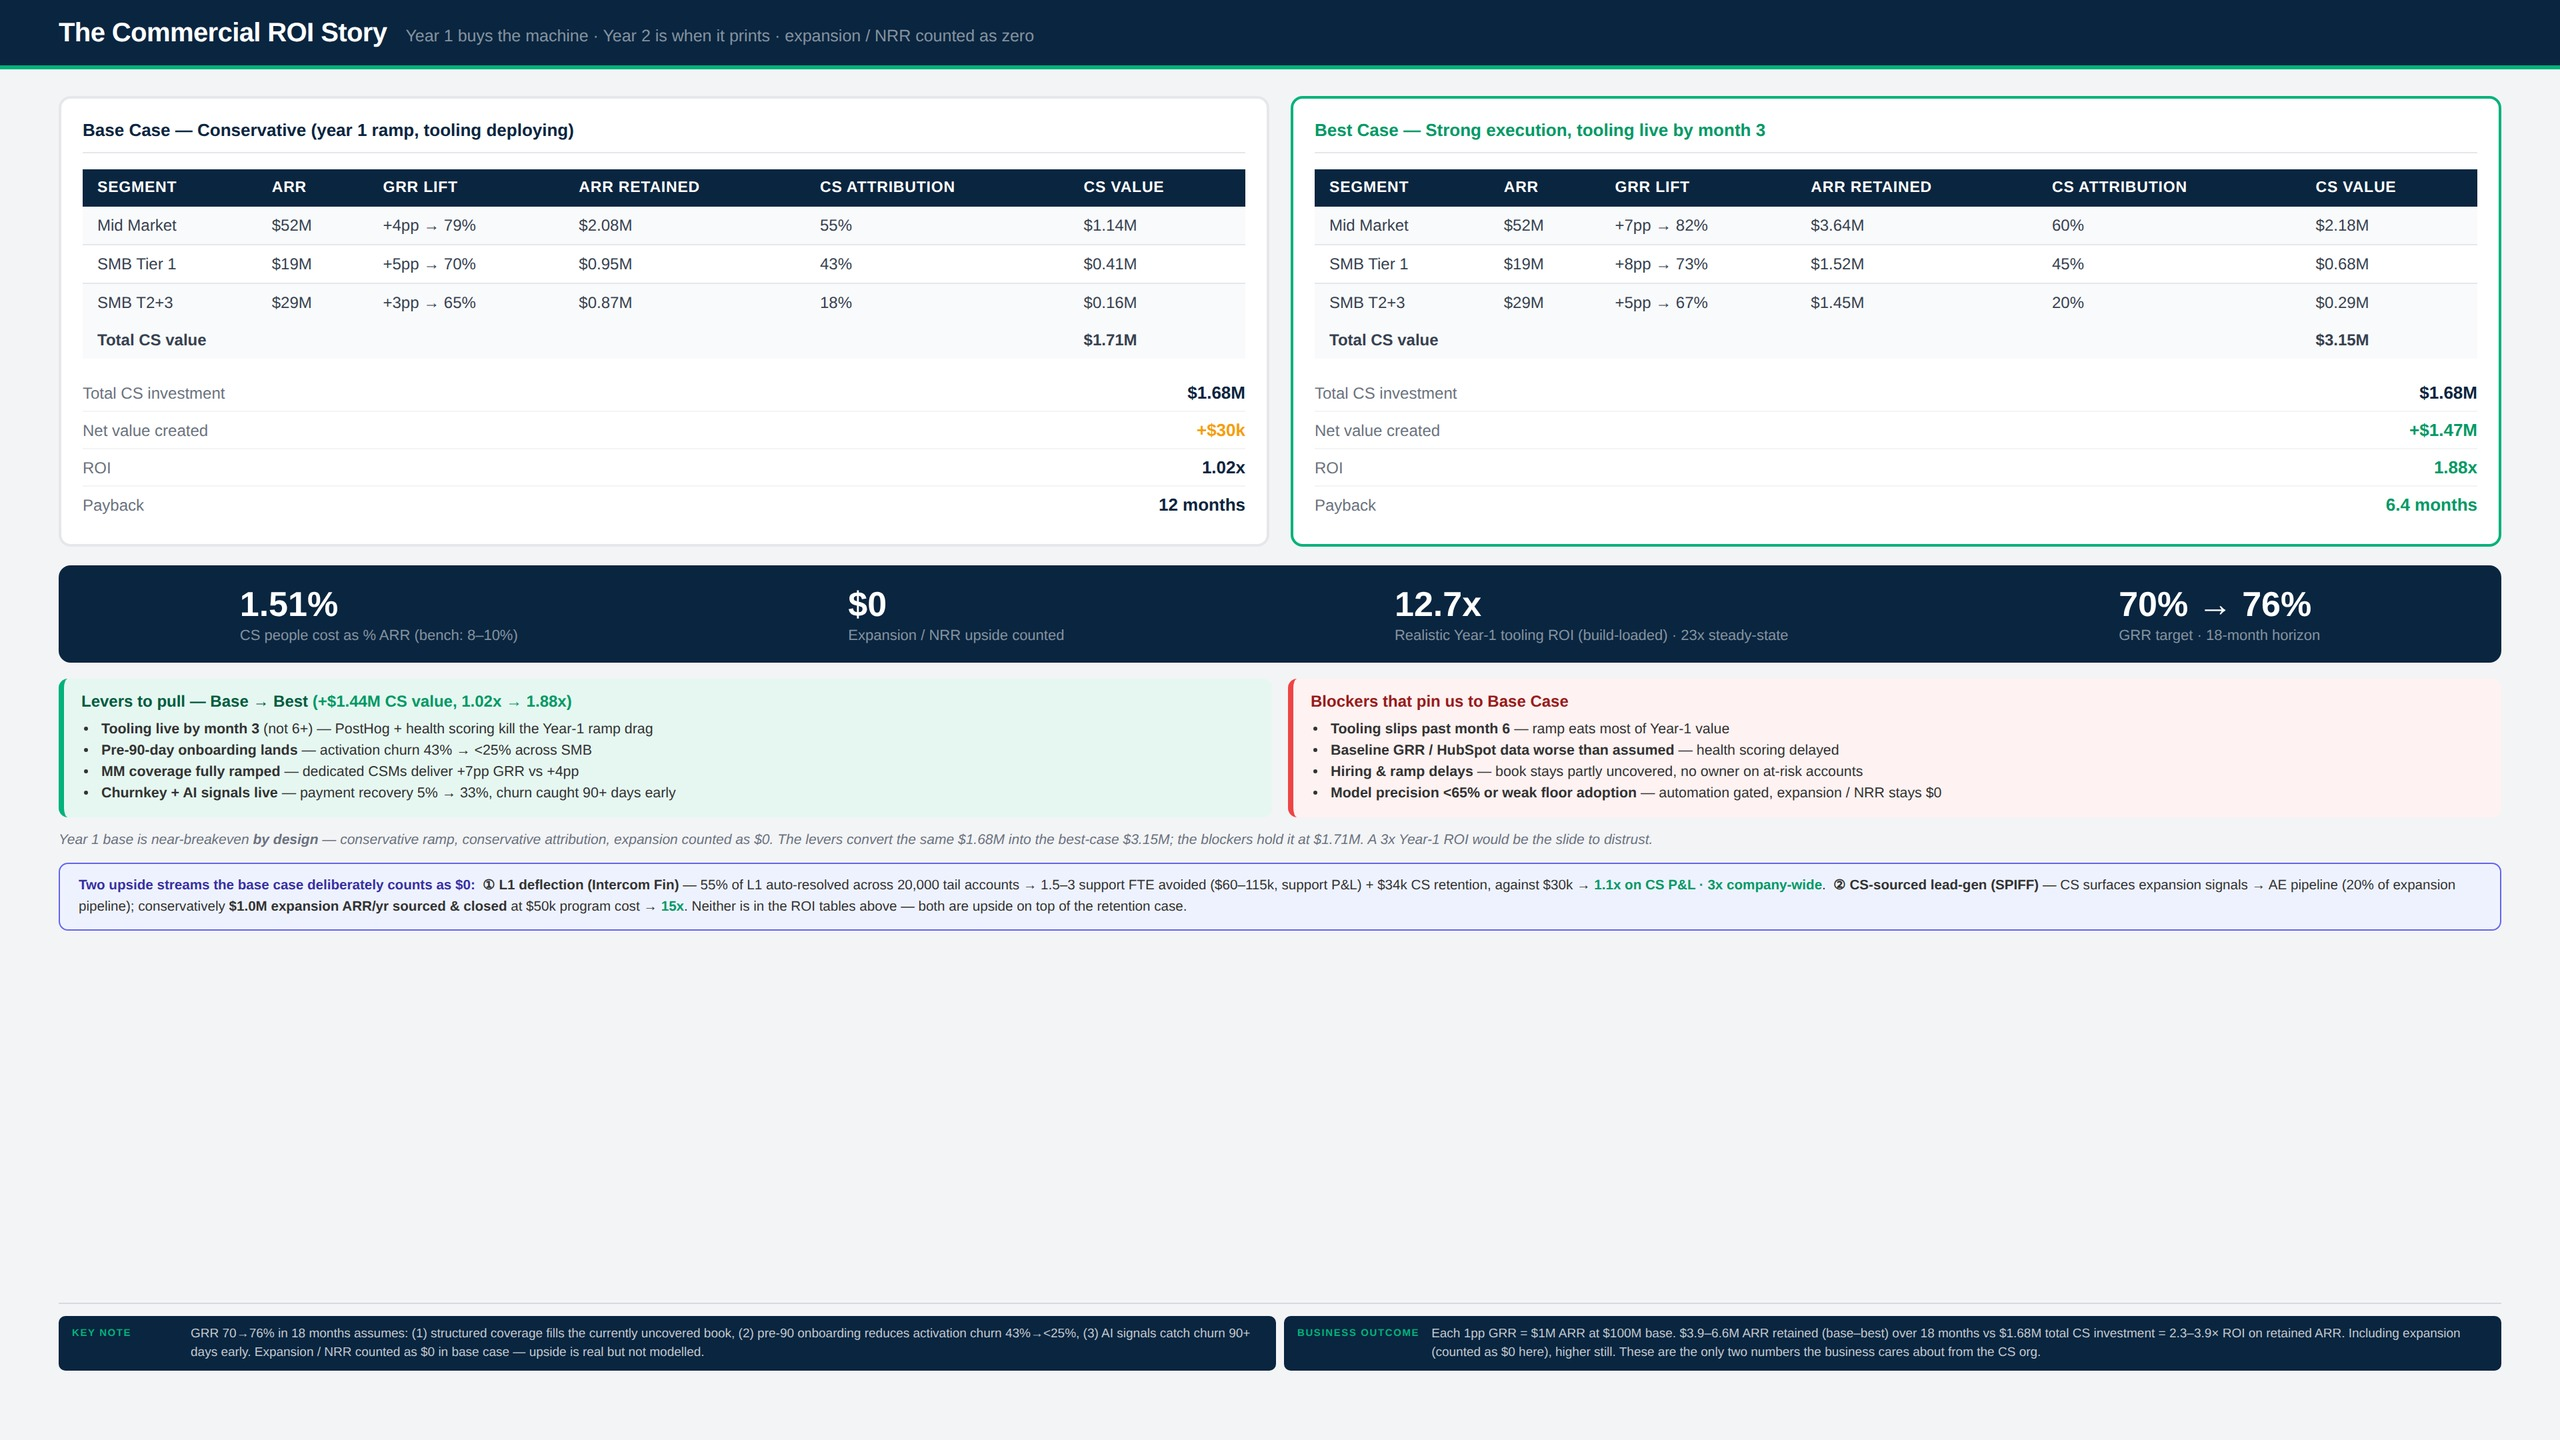 The Commercial ROI Story Year 1 buys the machine · Year 2 is when it prints · expansion / NRR counted as zero
Base Case — Conservative (year 1 ramp, tooling deploying)
SEGMENT ARR GRR LIFT ARR RETAINED CS ATTRIBUTION CS VALUE
Mid Market $52M +4pp → 79% $2.08M 55% $1.14M
SMB Tier 1 $19M +5pp → 70% $0.95M 43% $0.41M
SMB T2+3 $29M +3pp → 65% $0.87M 18% $0.16M
Total CS value $1.71M
Total CS investment $1.68M
Net value created +$30k
ROI 1.02x
Payback 12 months
Best Case — Strong execution, tooling live by month 3
SEGMENT ARR GRR LIFT ARR RETAINED CS ATTRIBUTION CS VALUE
Mid Market $52M +7pp → 82% $3.64M 60% $2.18M
SMB Tier 1 $19M +8pp → 73% $1.52M 45% $0.68M
SMB T2+3 $29M +5pp → 67% $1.45M 20% $0.29M
Total CS value $3.15M
Total CS investment $1.68M
Net value created +$1.47M
ROI 1.88x
Payback 6.4 months
1.51%
CS people cost as % ARR (bench: 8–10%)
$0
Expansion / NRR upside counted
12.7x
Realistic Year-1 tooling ROI (build-loaded) · 23x steady-state
70% → 76%
GRR target · 18-month horizon
Levers to pull — Base → Best (+$1.44M CS value, 1.02x → 1.88x)
• Tooling live by month 3 (not 6+) — PostHog + health scoring kill the Year-1 ramp drag
• Pre-90-day onboarding lands — activation churn 43% → <25% across SMB
• MM coverage fully ramped — dedicated CSMs deliver +7pp GRR vs +4pp
• Churnkey + AI signals live — payment recovery 5% → 33%, churn caught 90+ days early
Blockers that pin us to Base Case
• Tooling slips past month 6 — ramp eats most of Year-1 value
• Baseline GRR / HubSpot data worse than assumed — health scoring delayed
• Hiring & ramp delays — book stays partly uncovered, no owner on at-risk accounts
• Model precision <65% or weak floor adoption — automation gated, expansion / NRR stays $0
Year 1 base is near-breakeven by design — conservative ramp, conservative attribution, expansion counted as $0. The levers convert the same $1.68M into the best-case $3.15M; the blockers hold it at $1.71M. A 3x Year-1 ROI would be the slide to distrust.
Two upside streams the base case deliberately counts as $0: ① L1 deflection (Intercom Fin) — 55% of L1 auto-resolved across 20,000 tail accounts → 1.5–3 support FTE avoided ($60–115k, support P&L) + $34k CS retention, against $30k → 1.1x on CS P&L · 3x company-wide. ② CS-sourced lead-gen (SPIFF) — CS surfaces expansion signals → AE pipeline (20% of expansion
pipeline); conservatively $1.0M expansion ARR/yr sourced & closed at $50k program cost → 15x. Neither is in the ROI tables above — both are upside on top of the retention case.
KEY NOTE GRR 70→76% in 18 months assumes: (1) structured coverage fills the currently uncovered book, (2) pre-90 onboarding reduces activation churn 43%→<25%, (3) AI signals catch churn 90+
days early. Expansion / NRR counted as $0 in base case — upside is real but not modelled.
BUSINESS OUTCOME Each 1pp GRR = $1M ARR at $100M base. $3.9–6.6M ARR retained (base–best) over 18 months vs $1.68M total CS investment = 2.3–3.9× ROI on retained ARR. Including expansion
(counted as $0 here), higher still. These are the only two numbers the business cares about from the CS org.